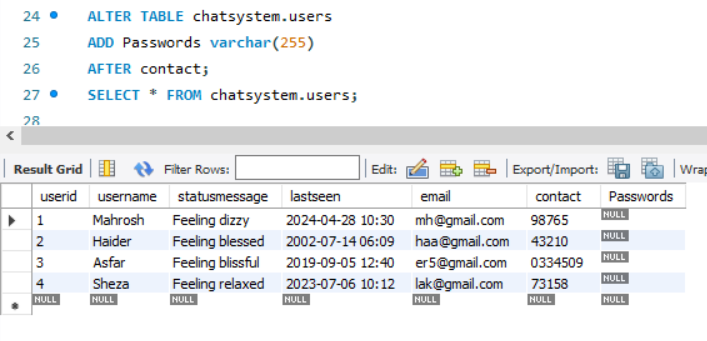 24 ALTER TABLE chatsystem.users
25 ADD Passwords varchar(255)
26 AFTER contact;
27 SELECT * FROM chatsystem.users;
28
Result Grid Filter Rows: Edit: Export/Import: Wrap
userid username statusmessage lastseen email contact Passwords
1 Mahrosh Feeling dizzy 2024-04-28 10:30 mh@gmail.com 98765 NULL
2 Haider Feeling blessed 2002-07-14 06:09 haa@gmail.com 43210 NULL
3 Asfar Feeling blissful 2019-09-05 12:40 er5@gmail.com 0334509 NULL
4 Sheza Feeling relaxed 2023-07-06 10:12 lak@gmail.com 73158 NULL
NULL NULL NULL NULL NULL NULL NULL